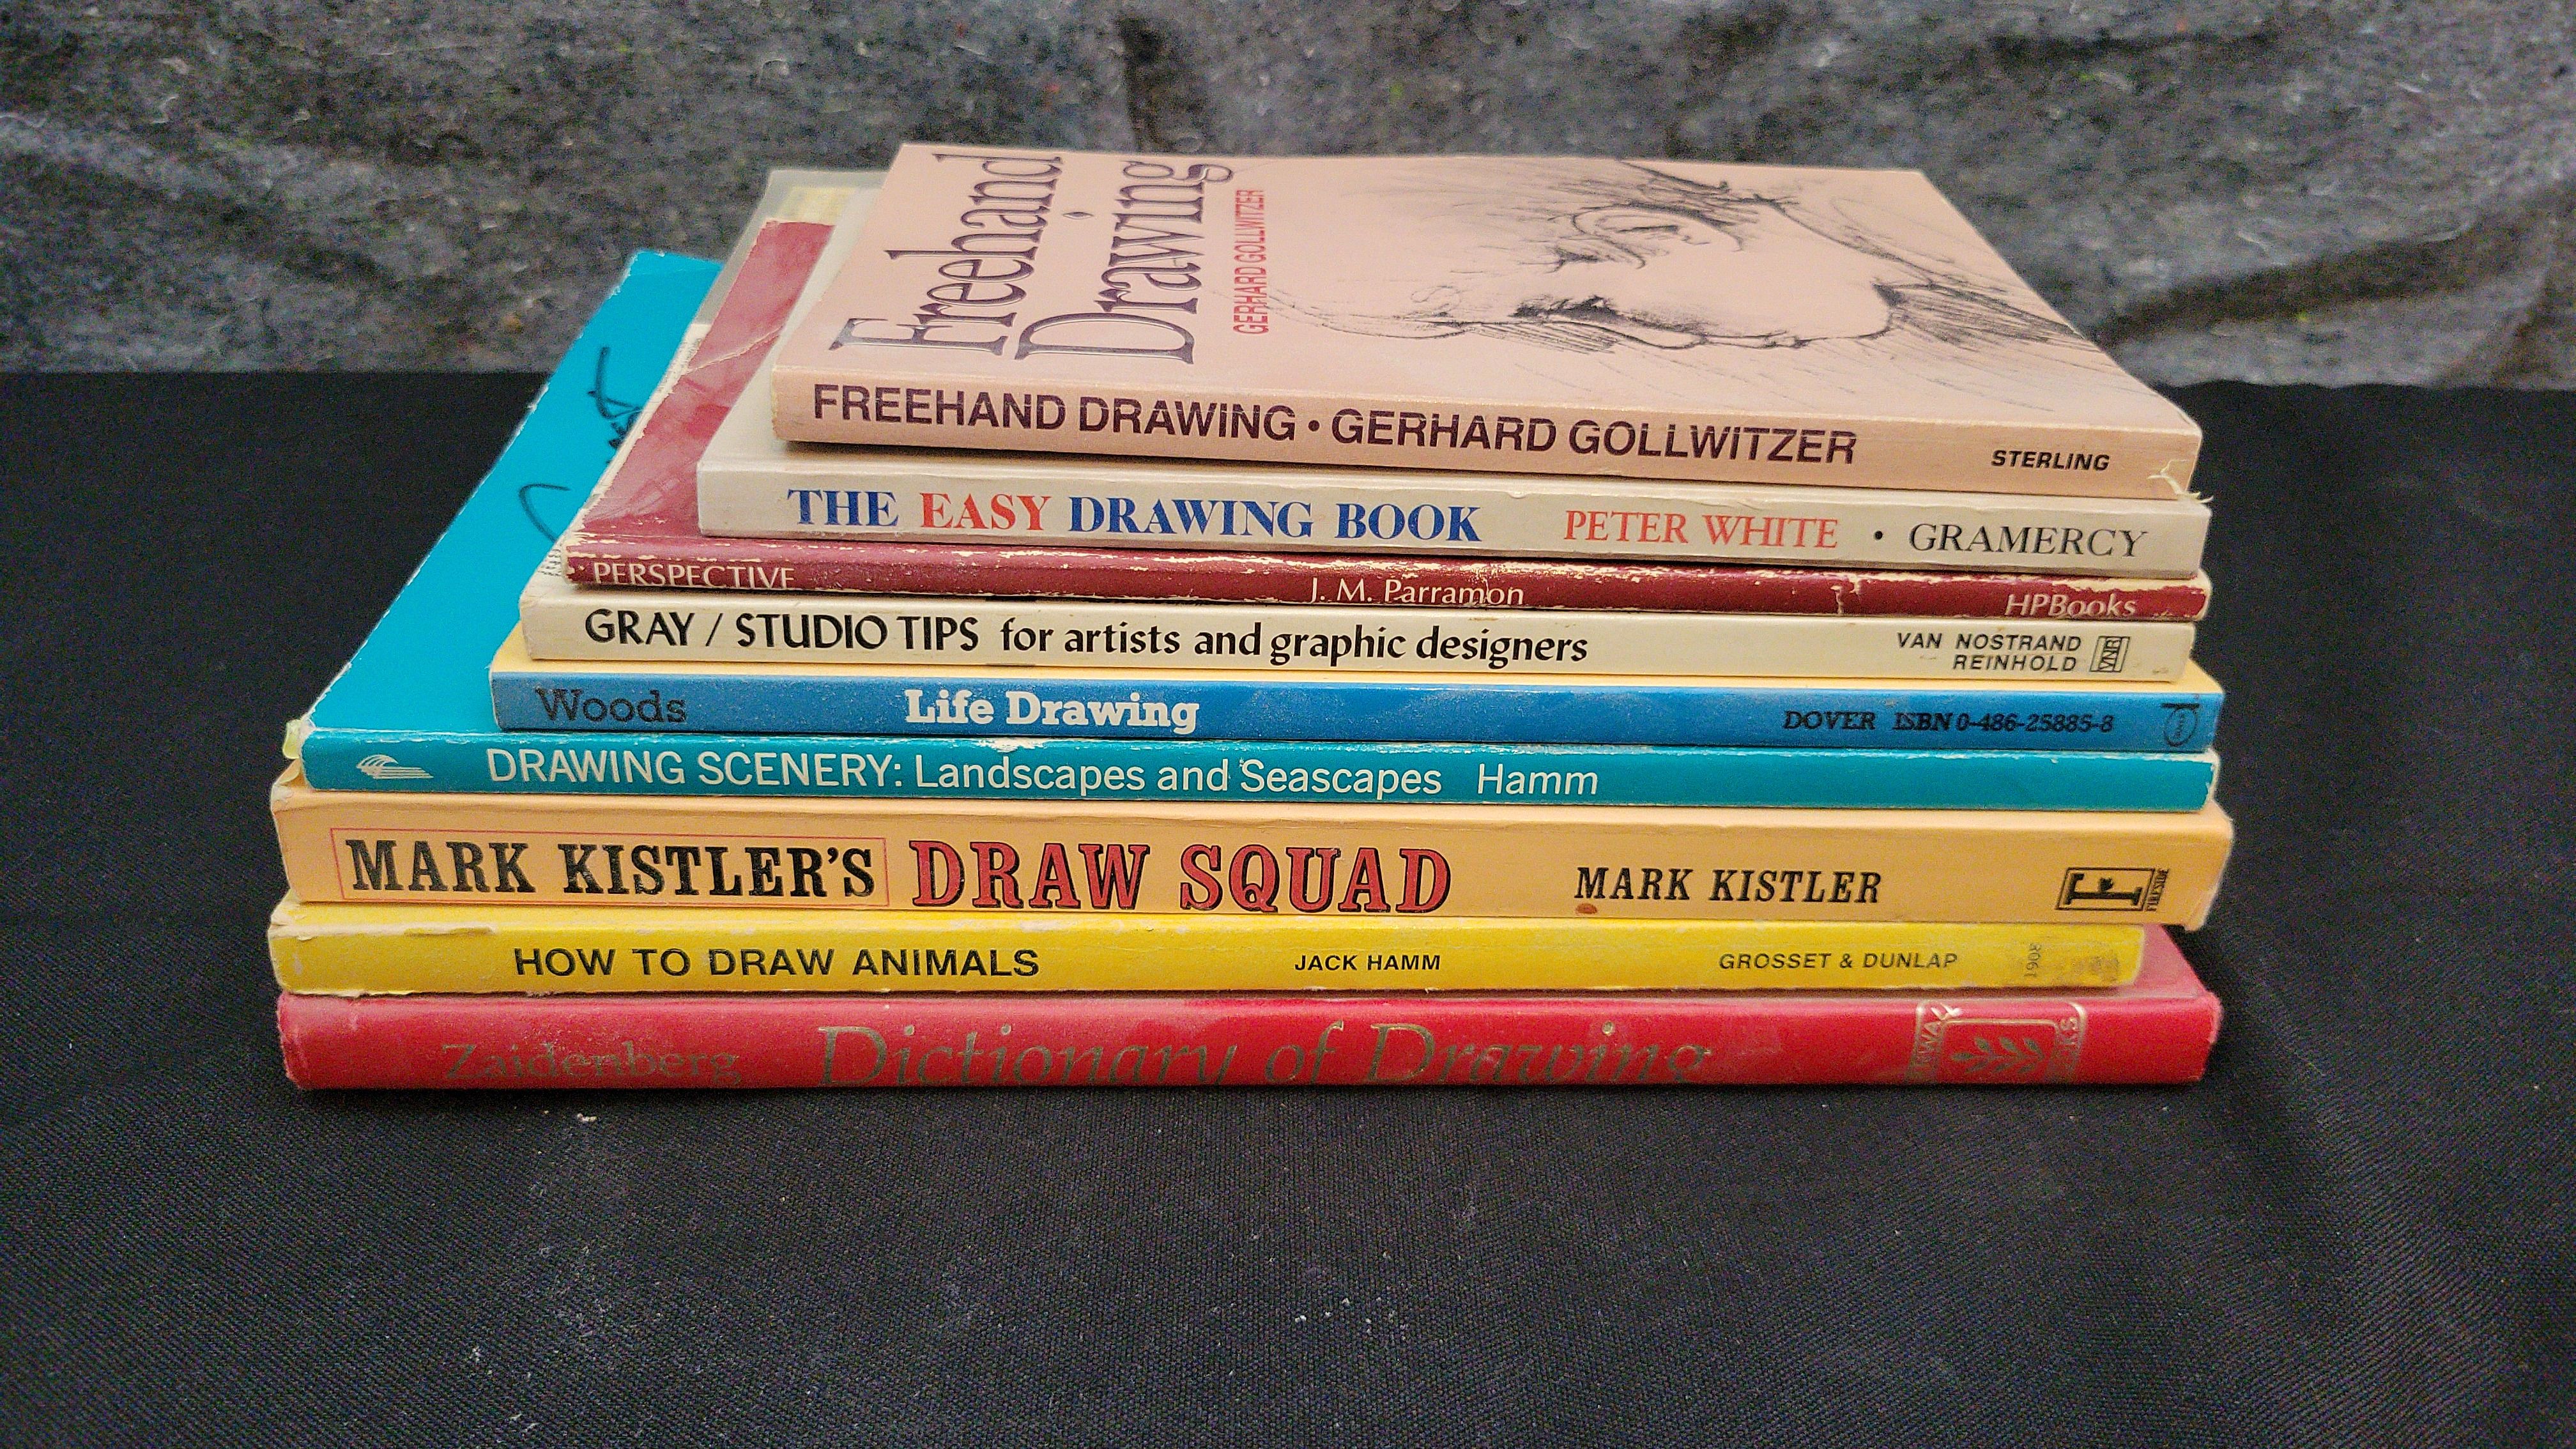 Freehand
Drawing
GERHARD GOLLWITZER
FREEHAND DRAWING • GERHARD GOLLWITZER STERLING
THE EASY DRAWING BOOK PETER WHITE • GRAMERCY
PERSPECTIVE J. M. Parramon HPBooks
GRAY / STUDIO TIPS for artists and graphic designers VAN NOSTRAND
REINHOLD VNR
Woods Life Drawing DOVER ISBN 0-486-25885-8
DRAWING SCENERY: Landscapes and Seascapes Hamm
MARK KISTLER'S DRAW SQUAD MARK KISTLER F FIRESIDE
HOW TO DRAW ANIMALS JACK HAMM GROSSET & DUNLAP
Zaidenberg Dictionary of Drawing